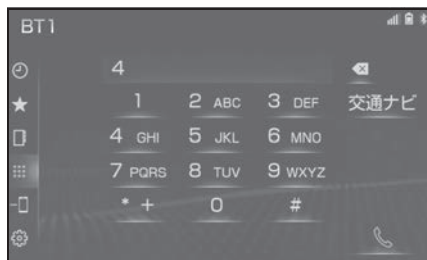 BT1
4
1 2 ABC 3 DEF 交通ナビ
4 GHI 5 JKL 6 MNO
7 PQRS 8 TUV 9 WXYZ
* + 0 #